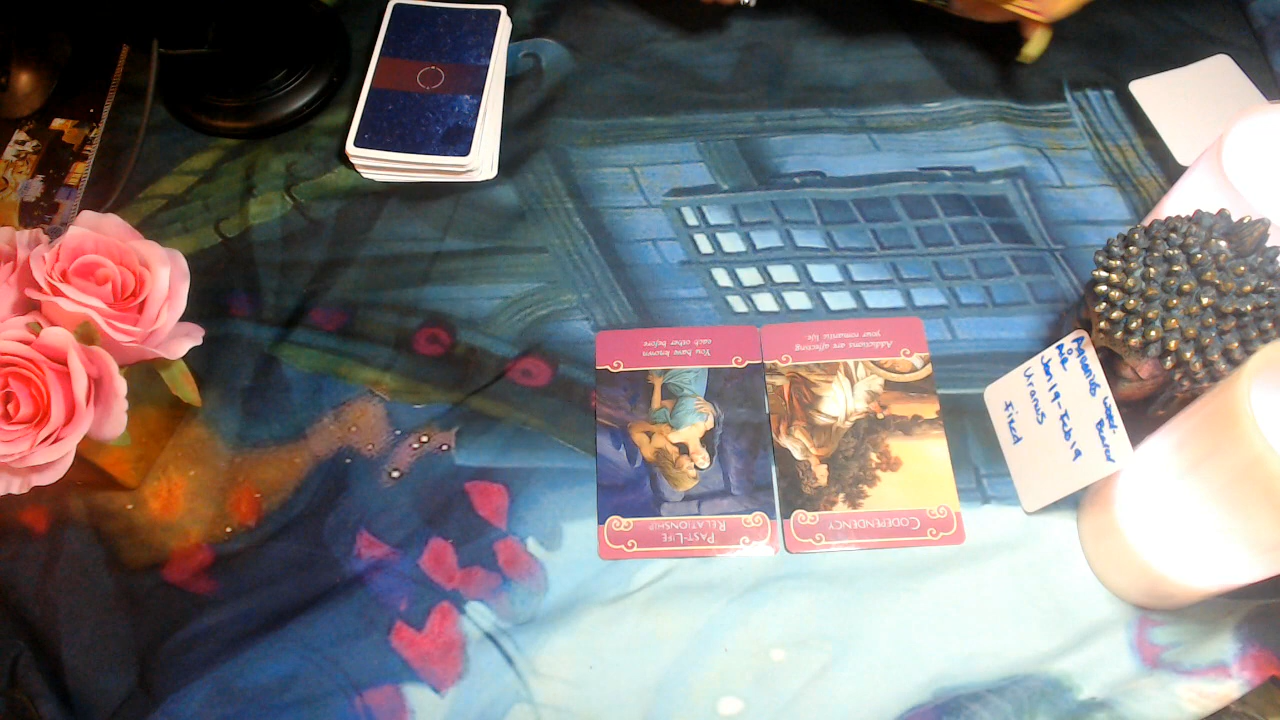 You have known
each other before
PAST-LIFE
RELATIONSHIP
Addictions are affecting
your romantic life
CODEPENDENCY
Aquarius
Air
Jan 19-Feb 19
Uranus
Fixed